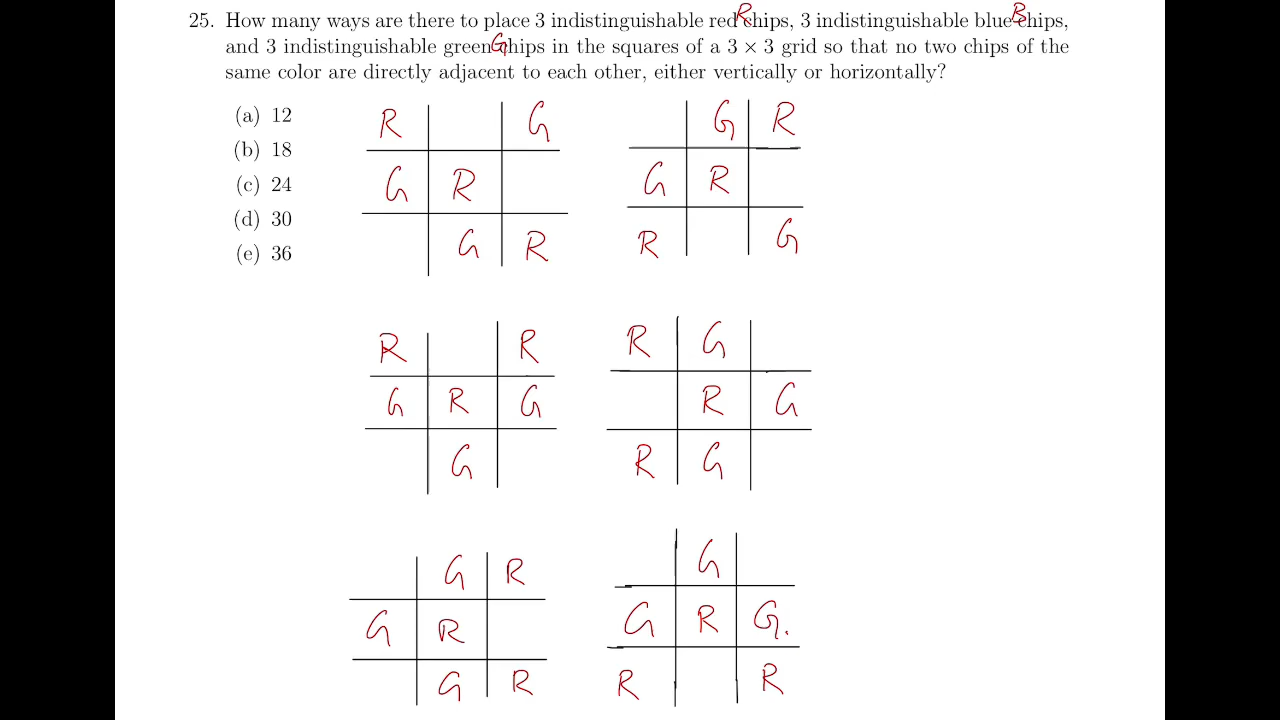 25. How many ways are there to place 3 indistinguishable red chips, 3 indistinguishable blue chips,
R B
and 3 indistinguishable green chips in the squares of a 3 × 3 grid so that no two chips of the
G
same color are directly adjacent to each other, either vertically or horizontally?
(a) 12
(b) 18
(c) 24
(d) 30
(e) 36
R G
G R
G R
G R
G R
R G
R R
G R G
G
R G
R G
R G
G R
G R
G R
G
G R G.
R R